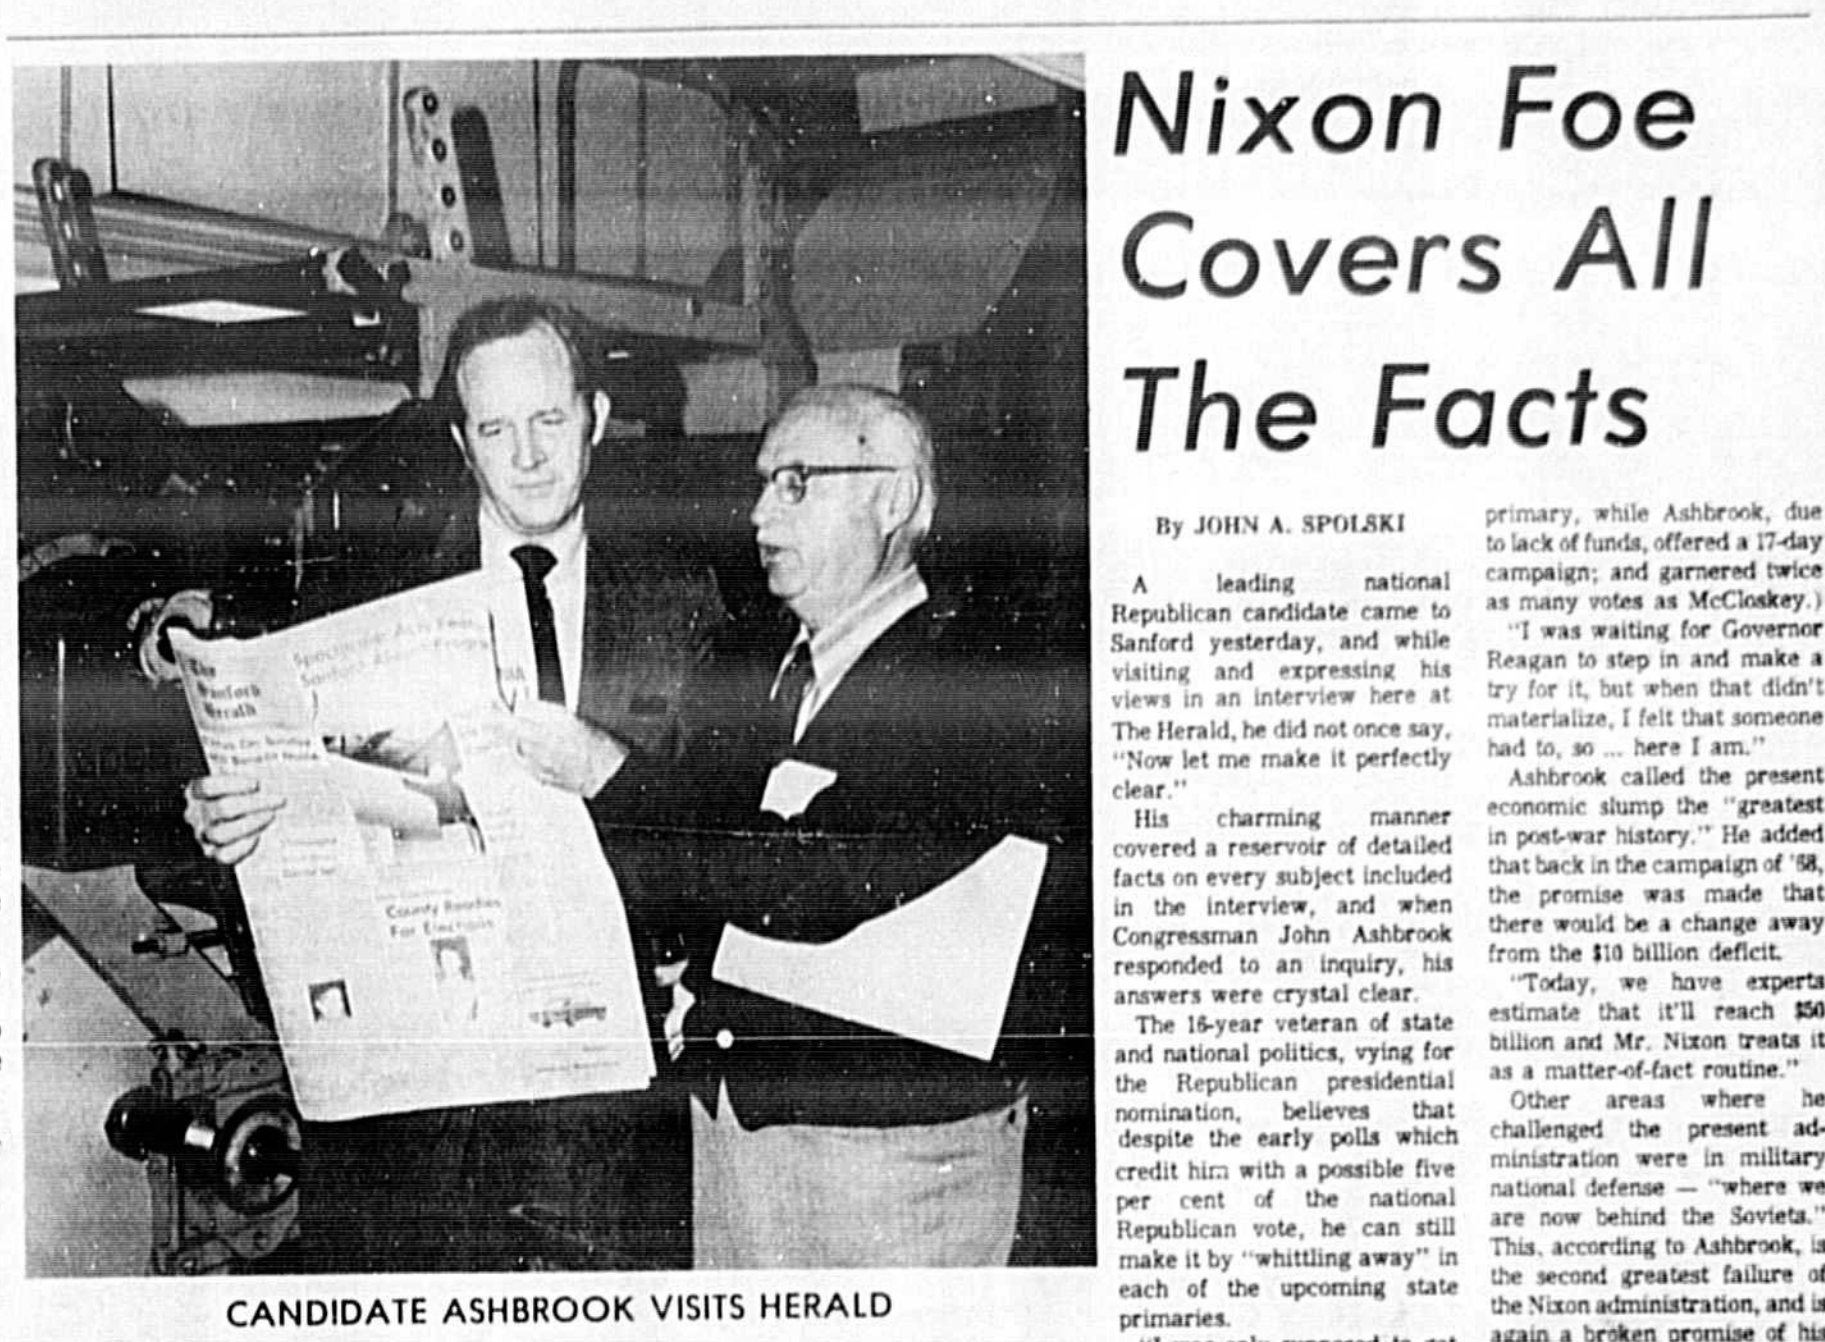 Nixon Foe
Covers All
The Facts
By JOHN A. SPOLSKI
A leading national
Republican candidate came to
Sanford yesterday, and while
visiting and expressing his
views in an interview here at
The Herald, he did not once say,
"Now let me make it perfectly
clear."
His charming manner
covered a reservoir of detailed
facts on every subject included
in the interview, and when
Congressman John Ashbrook
responded to an inquiry, his
answers were crystal clear.
The 16-year veteran of state
and national politics, vying for
the Republican presidential
nomination, believes that
despite the early polls which
credit him with a possible five
per cent of the national
Republican vote, he can still
make it by "whittling away" in
each of the upcoming state
primaries.
primary, while Ashbrook, due
to lack of funds, offered a 17-day
campaign; and garnered twice
as many votes as McCloskey.)
"I was waiting for Governor
Reagan to step in and make a
try for it, but when that didn't
materialize, I felt that someone
had to, so ... here I am."
Ashbrook called the present
economic slump the "greatest
in post-war history." He added
that back in the campaign of '68,
the promise was made that
there would be a change away
from the $10 billion deficit.
"Today, we have experts
estimate that it'll reach $50
billion and Mr. Nixon treats it
as a matter-of-fact routine."
Other areas where he
challenged the present ad-
ministration were in military
national defense — "where we
are now behind the Soviets."
This, according to Ashbrook, is
the second greatest failure of
the Nixon administration, and is
again a broken promise of his
The
Sanford
Herald
County Readies
For Elections
CANDIDATE ASHBROOK VISITS HERALD